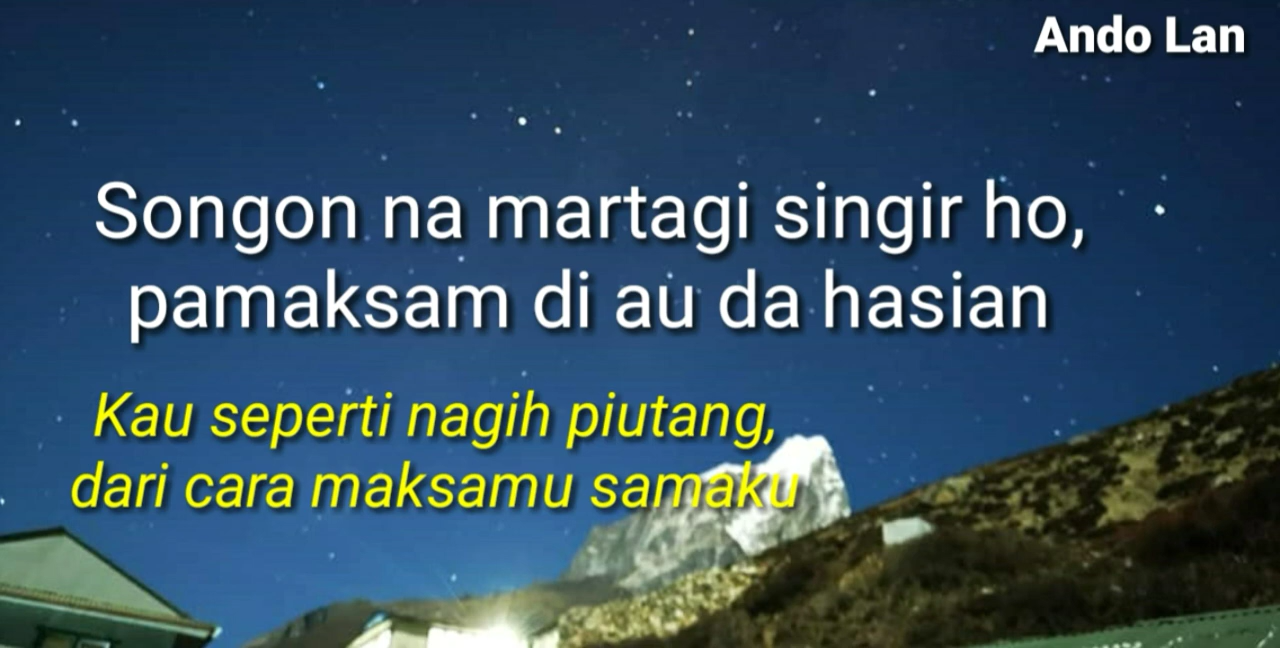 Ando Lan
Songon na martagi singir ho,
pamaksam di au da hasian
Kau seperti nagih piutang,
dari cara maksamu samaku